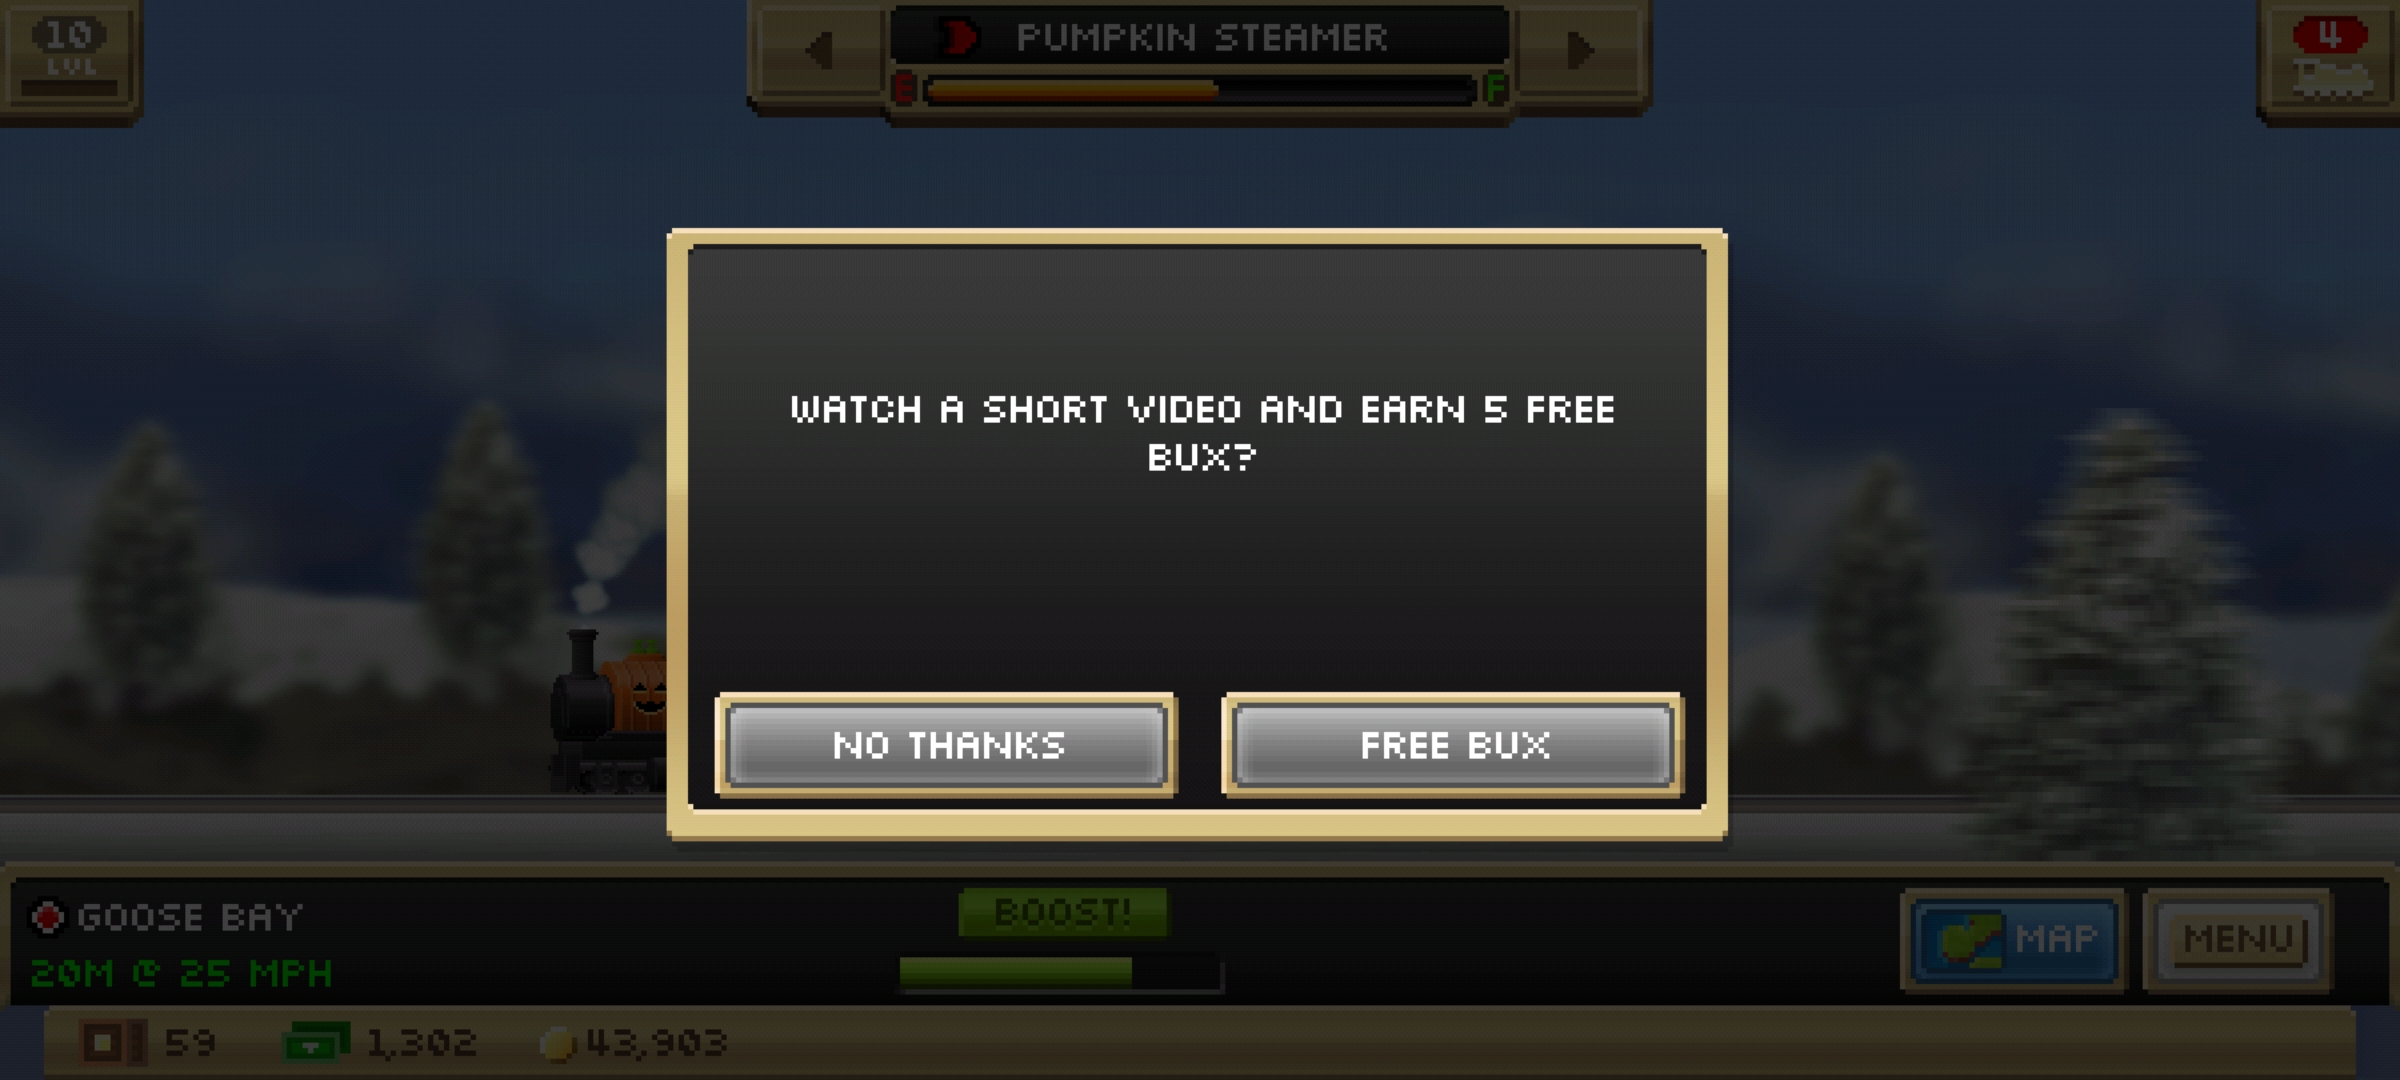 10
LVL
PUMPKIN STEAMER
E
F
4
WATCH A SHORT VIDEO AND EARN 5 FREE
BUX?
NO THANKS
FREE BUX
GOOSE BAY
20M @ 25 MPH
BOOST!
MAP
MENU
59
1,302
43,903